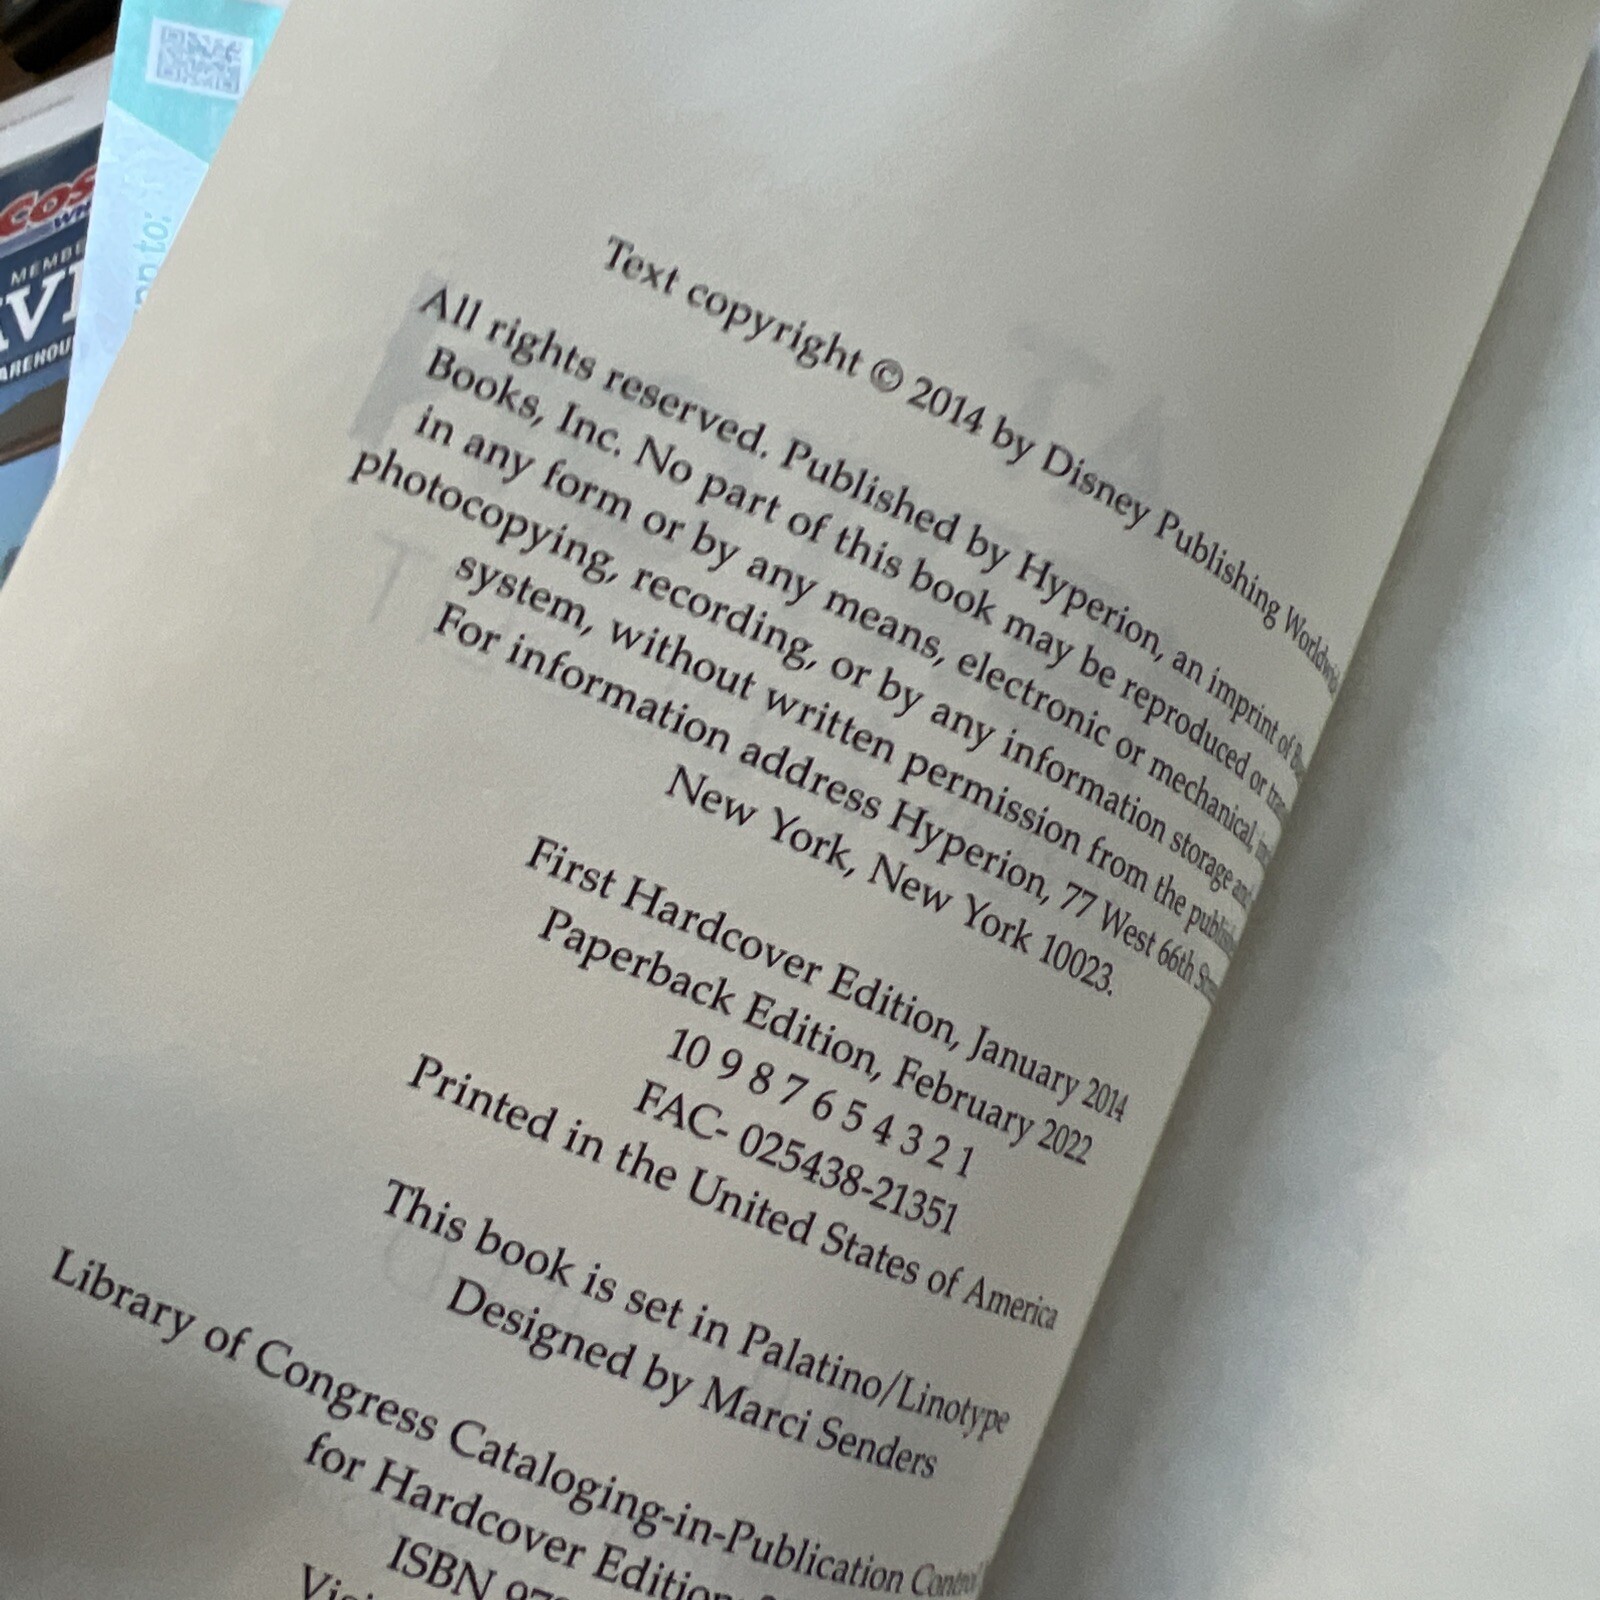 Text copyright © 2014 by Disney Publishing
All rights reserved. Published by Hyperion, an imprint of
Books, Inc. No part of this book may be reproduced or
in any form or by any means, electronic or mechanical,
photocopying, recording, or by any information storage and
system, without written permission from the
For information address Hyperion, 77 West 66th
New York, New York 10023.
First Hardcover Edition, January 2014
Paperback Edition, February 2022
10 9 8 7 6 5 4 3 2 1
FAC- 025438-21351
Printed in the United States of America
This book is set in Palatino/Linotype
Designed by Marci Senders
Library of Congress Cataloging-in-Publication Control
for Hardcover Edition
ISBN
to: